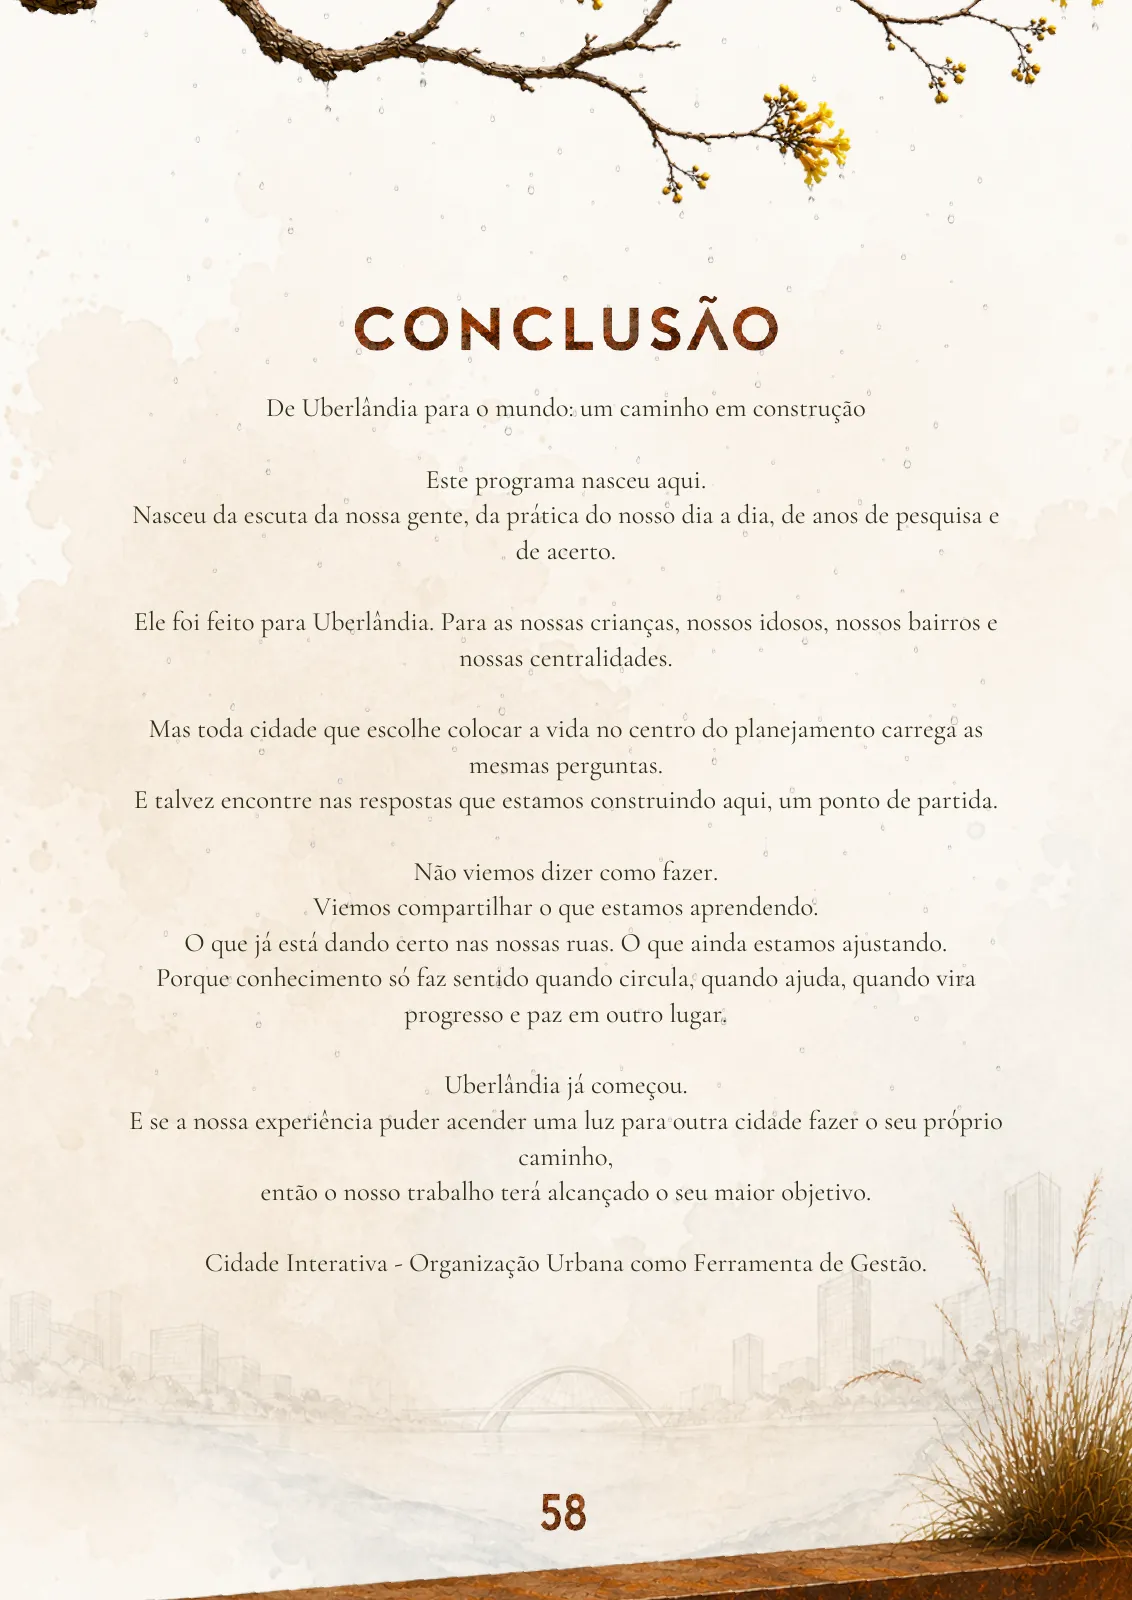 CONCLUSÃO
De Uberlândia para o mundo: um caminho em construção
Este programa nasceu aqui.
Nasceu da escuta da nossa gente, da prática do nosso dia a dia, de anos de pesquisa e
de acerto.
Ele foi feito para Uberlândia. Para as nossas crianças, nossos idosos, nossos bairros e
nossas centralidades.
Mas toda cidade que escolhe colocar a vida no centro do planejamento carrega as
mesmas perguntas.
E talvez encontre nas respostas que estamos construindo aqui, um ponto de partida.
Não viemos dizer como fazer.
Viemos compartilhar o que estamos aprendendo.
O que já está dando certo nas nossas ruas. O que ainda estamos ajustando.
Porque conhecimento só faz sentido quando circula, quando ajuda, quando vira
progresso e paz em outro lugar.
Uberlândia já começou.
E se a nossa experiência puder acender uma luz para outra cidade fazer o seu próprio
caminho,
então o nosso trabalho terá alcançado o seu maior objetivo.
Cidade Interativa - Organização Urbana como Ferramenta de Gestão.
58